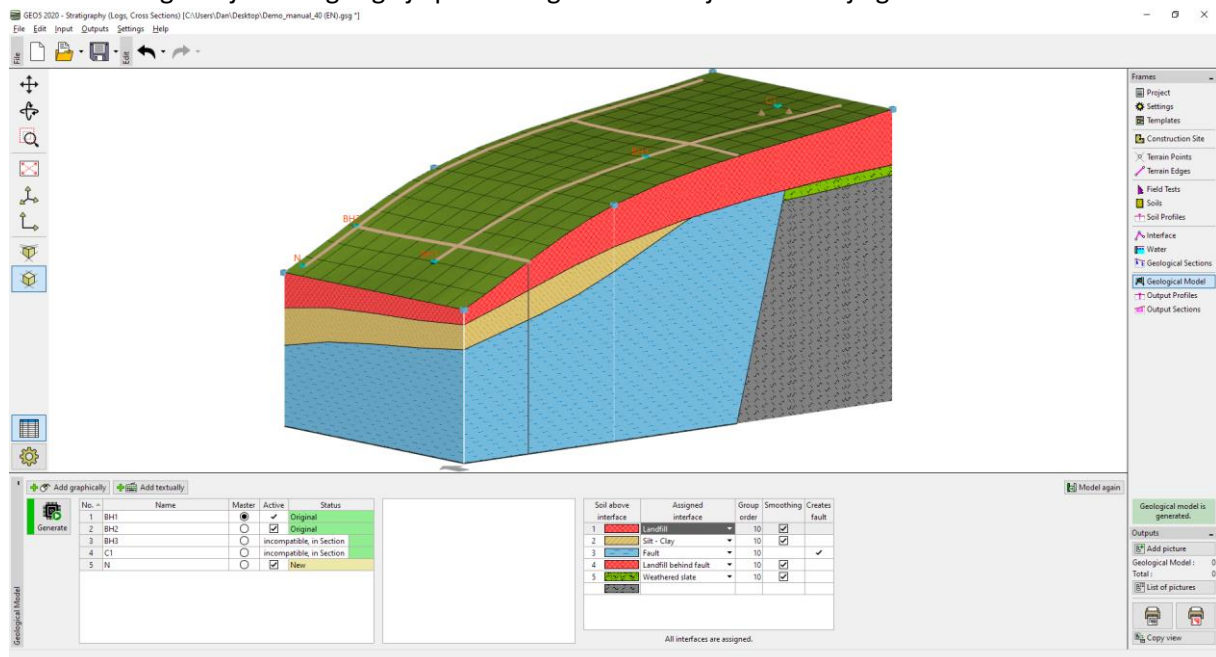 GEO5 2020 - Stratigraphy (Logs, Cross Sections) [C:\Users\Dan\Desktop\Demo_manual_40 (EN).gsg *]
File Edit Input Outputs Settings Help
File
Edit
N
Frames
Project
Settings
Templates
Construction Site
Terrain Points
Terrain Edges
Field Tests
Soils
Soil Profiles
Interface
Water
Geological Sections
Geological Model
Output Profiles
Output Sections
Add graphically Add textually
Model again
Generate
No. Name Master Active Status
1 BH1 Original
2 BH2 Original
3 BH3 incompatible, in Section
4 C1 incompatible, in Section
5 N New
Soil above interface Assigned interface Group order Smoothing Creates fault
1 Landfill 10
2 Silt - Clay 10
3 Fault 10
4 Landfill behind fault 10
5 Weathered slate 10
All interfaces are assigned.
Geological Model
Geological model is
generated.
Outputs
Add picture
Geological Model : 0
Total : 0
List of pictures
Copy view